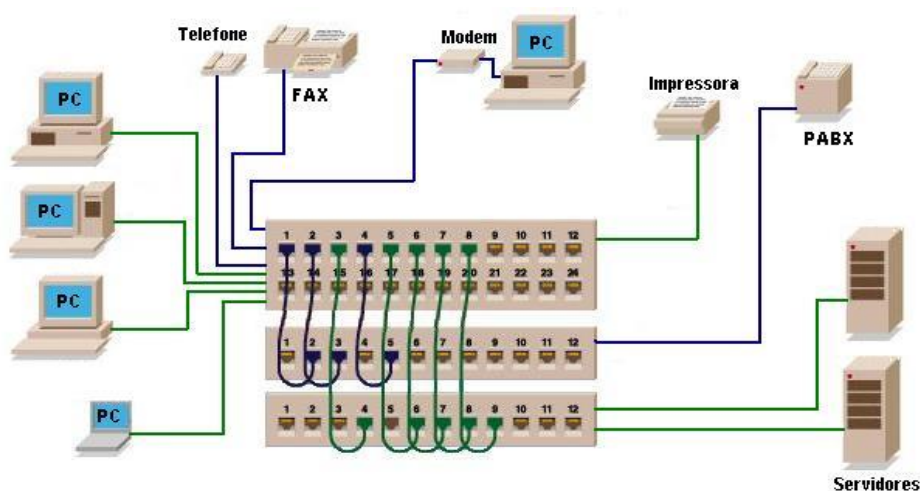 Telefone
FAX
Modem
PC
Impressora
PABX
PC
PC
PC
PC
1 2 3 4 5 6 7 8 9 10 11 12
13 14 15 16 17 18 19 20 21 22 23 24
1 2 3 4 5 6 7 8 9 10 11 12
1 2 3 4 5 6 7 8 9 10 11 12
Servidores